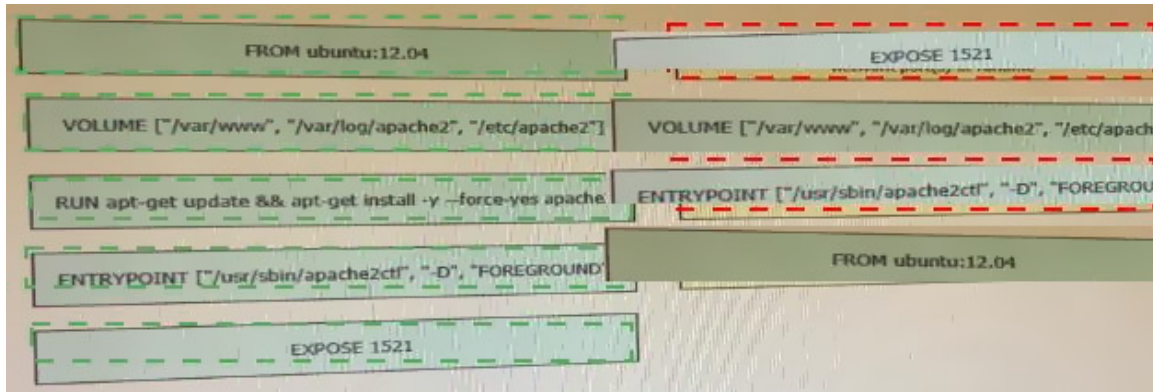 FROM ubuntu:12.04
VOLUME ["/var/www", "/var/log/apache2", "/etc/apache2"]
RUN apt-get update && apt-get install -y –force-yes apache
ENTRYPOINT ["/usr/sbin/apache2ctl", "-D", "FOREGROUND"
EXPOSE 1521
EXPOSE 1521
VOLUME ["/var/www", "/var/log/apache2", "/etc/apach
ENTRYPOINT ["/usr/sbin/apache2ctl", "-D", "FOREGROU
FROM ubuntu:12.04